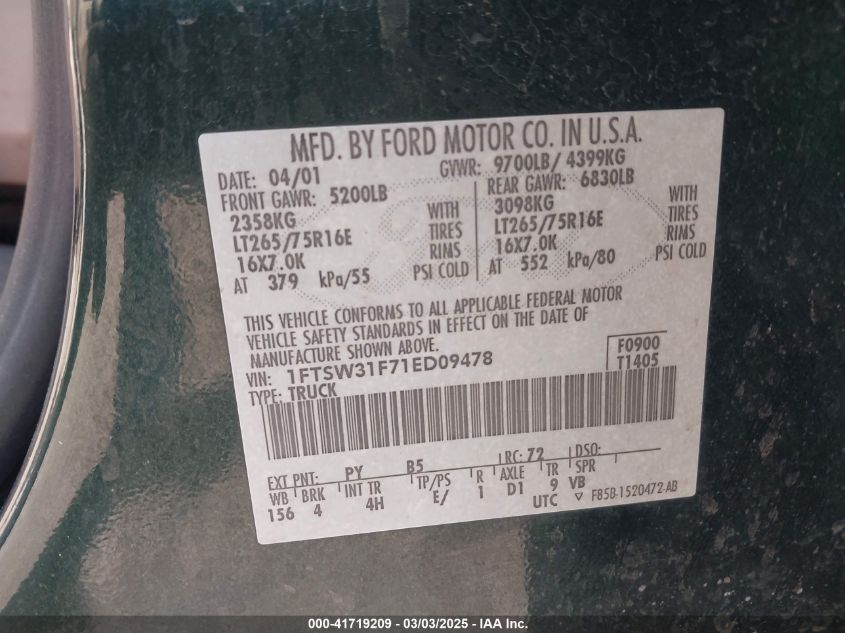 MFD. BY FORD MOTOR CO. IN U.S.A.
DATE: 04/01 GVWR: 9700LB/ 4399KG
FRONT GAWR: 5200LB REAR GAWR: 6830LB
2358KG WITH 3098KG WITH
LT265/75R16E TIRES LT265/75R16E TIRES
16X7.0K RIMS 16X7.0K RIMS
AT 379 kPa/55 PSI COLD AT 552 kPa/80 PSI COLD
THIS VEHICLE CONFORMS TO ALL APPLICABLE FEDERAL MOTOR
VEHICLE SAFETY STANDARDS IN EFFECT ON THE DATE OF
MANUFACTURE SHOWN ABOVE.
VIN: 1FTSW31F71ED09478 F0900
TYPE: TRUCK T1405
EXT PNT: PY B5 RC: 72 DSO:
WB BRK INT TR TP/PS R AXLE TR SPR
156 4 4H E/ 1 D1 9 VB
UTC ▽ F85B-1520472-AB
000-41719209 - 03/03/2025 - IAA Inc.